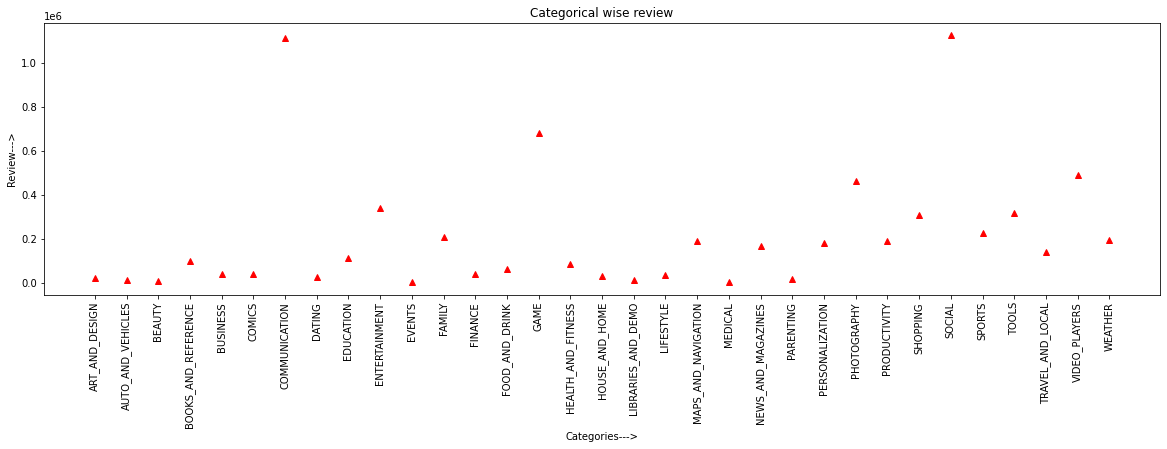 Categorical wise review
1e6
Review--->
1.0
0.8
0.6
0.4
0.2
0.0
ART_AND_DESIGN
AUTO_AND_VEHICLES
BEAUTY
BOOKS_AND_REFERENCE
BUSINESS
COMICS
COMMUNICATION
DATING
EDUCATION
ENTERTAINMENT
EVENTS
FAMILY
FINANCE
FOOD_AND_DRINK
GAME
HEALTH_AND_FITNESS
HOUSE_AND_HOME
LIBRARIES_AND_DEMO
LIFESTYLE
MAPS_AND_NAVIGATION
MEDICAL
NEWS_AND_MAGAZINES
PARENTING
PERSONALIZATION
PHOTOGRAPHY
PRODUCTIVITY
SHOPPING
SOCIAL
SPORTS
TOOLS
TRAVEL_AND_LOCAL
VIDEO_PLAYERS
WEATHER
Categories--->